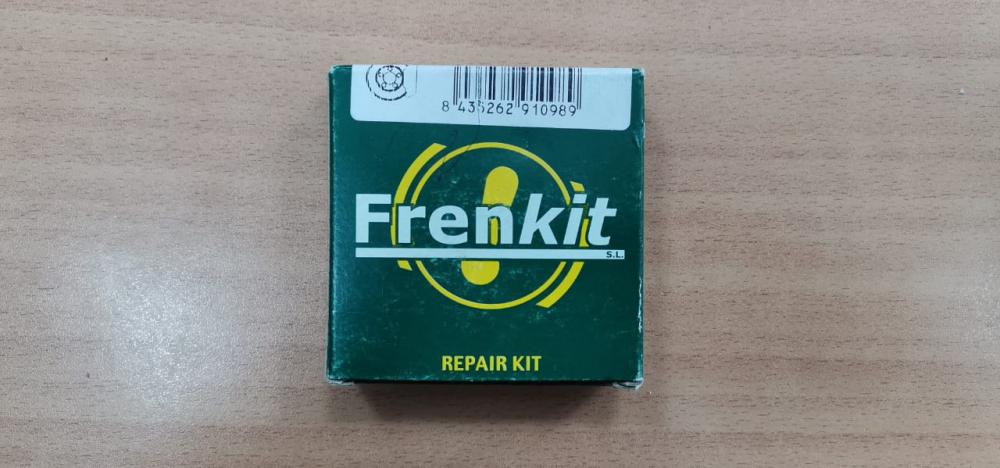 8 435262 910989
Frenkit
S.L.
REPAIR KIT